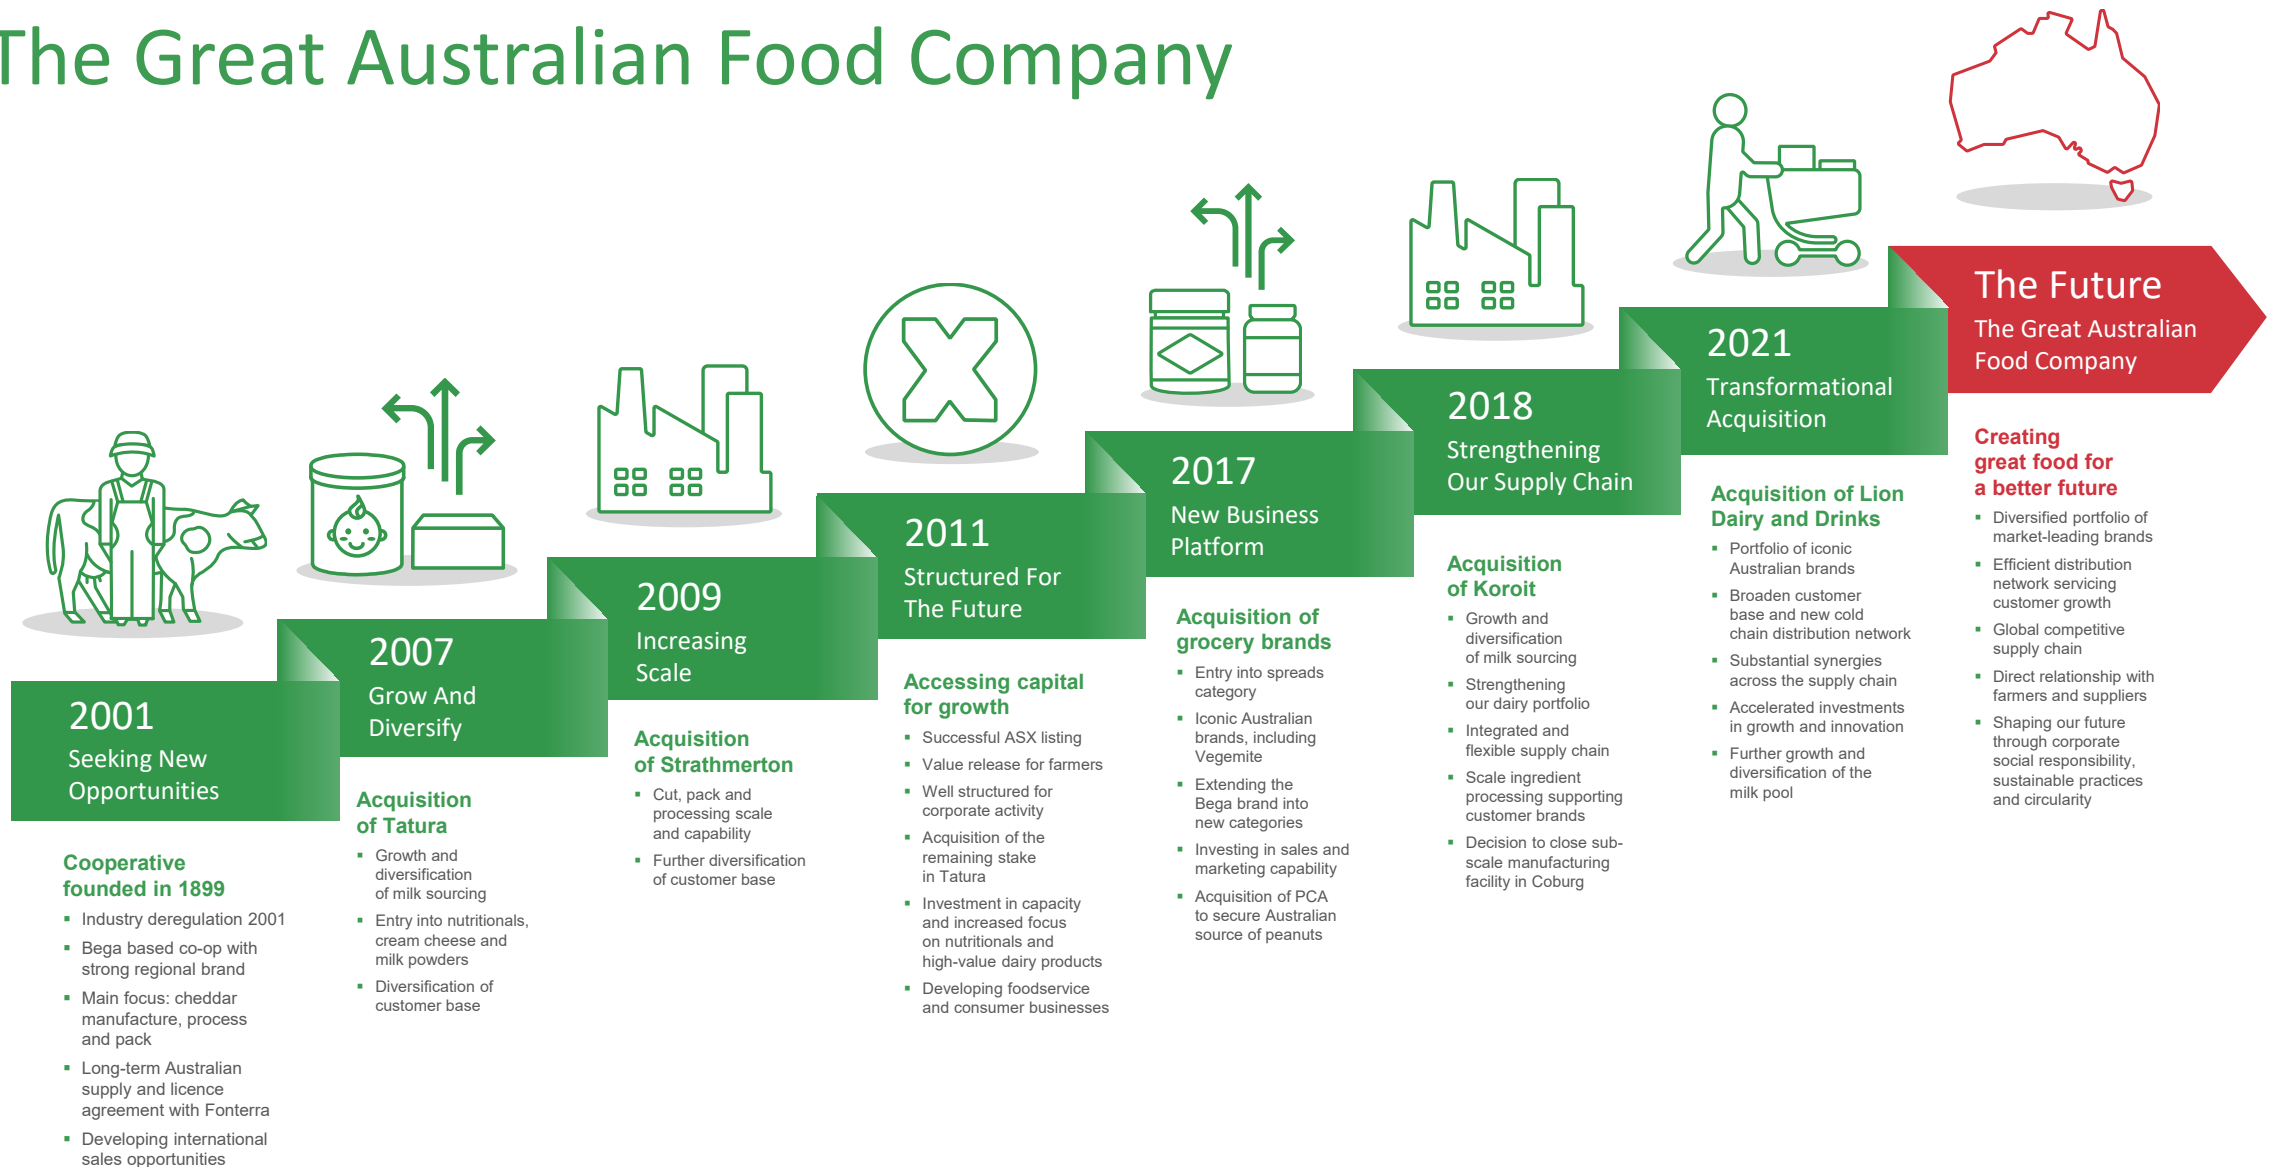 The Great Australian Food Company
2001
Seeking New
Opportunities
Cooperative
founded in 1899
▪ Industry deregulation 2001
▪ Bega based co-op with
strong regional brand
▪ Main focus: cheddar
manufacture, process
and pack
▪ Long-term Australian
supply and licence
agreement with Fonterra
▪ Developing international
sales opportunities
2007
Grow And
Diversify
Acquisition
of Tatura
▪ Growth and
diversification
of milk sourcing
▪ Entry into nutritionals,
cream cheese and
milk powders
▪ Diversification of
customer base
2009
Increasing
Scale
Acquisition
of Strathmerton
▪ Cut, pack and
processing scale
and capability
▪ Further diversification
of customer base
2011
Structured For
The Future
Accessing capital
for growth
▪ Successful ASX listing
▪ Value release for farmers
▪ Well structured for
corporate activity
▪ Acquisition of the
remaining stake
in Tatura
▪ Investment in capacity
and increased focus
on nutritionals and
high-value dairy products
▪ Developing foodservice
and consumer businesses
2017
New Business
Platform
Acquisition of
grocery brands
▪ Entry into spreads
category
▪ Iconic Australian
brands, including
Vegemite
▪ Extending the
Bega brand into
new categories
▪ Investing in sales and
marketing capability
▪ Acquisition of PCA
to secure Australian
source of peanuts
2018
Strengthening
Our Supply Chain
Acquisition
of Koroit
▪ Growth and
diversification
of milk sourcing
▪ Strengthening
our dairy portfolio
▪ Integrated and
flexible supply chain
▪ Scale ingredient
processing supporting
customer brands
▪ Decision to close sub-
scale manufacturing
facility in Coburg
2021
Transformational
Acquisition
Acquisition of Lion
Dairy and Drinks
▪ Portfolio of iconic
Australian brands
▪ Broaden customer
base and new cold
chain distribution network
▪ Substantial synergies
across the supply chain
▪ Accelerated investments
in growth and innovation
▪ Further growth and
diversification of the
milk pool
The Future
The Great Australian
Food Company
Creating
great food for
a better future
▪ Diversified portfolio of
market-leading brands
▪ Efficient distribution
network servicing
customer growth
▪ Global competitive
supply chain
▪ Direct relationship with
farmers and suppliers
▪ Shaping our future
through corporate
social responsibility,
sustainable practices
and circularity